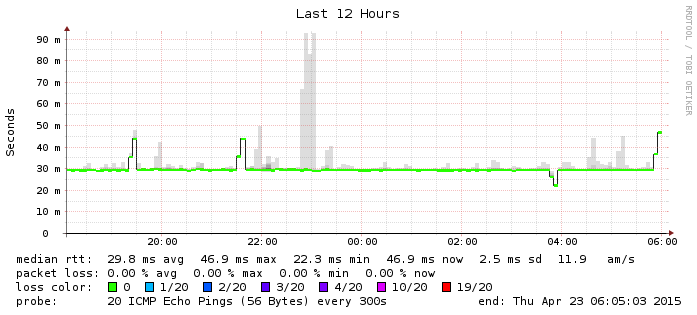 Last 12 Hours
RRDTOOL / TOBI OETIKER
Seconds
90 m
80 m
70 m
60 m
50 m
40 m
30 m
20 m
10 m
0
20:00 22:00 00:00 02:00 04:00 06:00
median rtt: 29.8 ms avg 46.9 ms max 22.3 ms min 46.9 ms now 2.5 ms sd 11.9 am/s
packet loss: 0.00 % avg 0.00 % max 0.00 % min 0.00 % now
loss color: 0 1/20 2/20 3/20 4/20 10/20 19/20
probe: 20 ICMP Echo Pings (56 Bytes) every 300s end: Thu Apr 23 06:05:03 2015